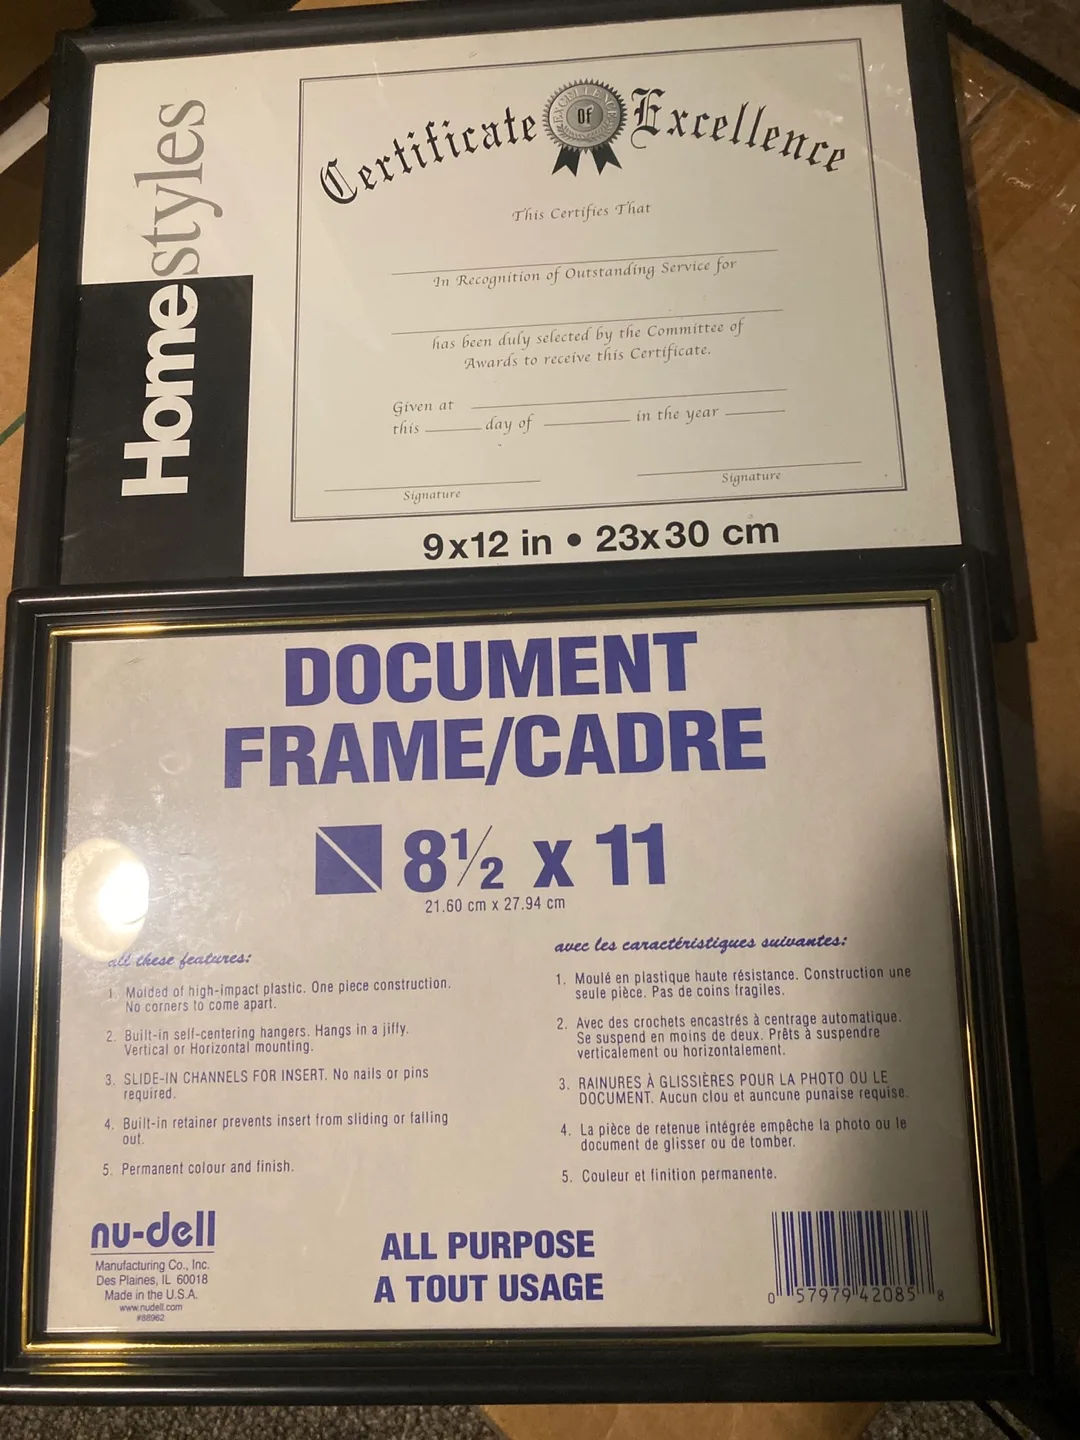 Homestyles
Certificate of Excellence
EXCELLENCE
This Certifies That
In Recognition of Outstanding Service for
has been duly selected by the Committee of
Awards to receive this Certificate.
Given at
this day of in the year
Signature Signature
9x12 in • 23x30 cm
DOCUMENT
FRAME/CADRE
8½ x 11
21.60 cm x 27.94 cm
all these features:
1. Molded of high-impact plastic. One piece construction.
No corners to come apart.
2. Built-in self-centering hangers. Hangs in a jiffy.
Vertical or Horizontal mounting.
3. SLIDE-IN CHANNELS FOR INSERT. No nails or pins
required.
4. Built-in retainer prevents insert from sliding or falling
out.
5. Permanent colour and finish.
avec les caractéristiques suivantes:
1. Moulé en plastique haute résistance. Construction une
seule pièce. Pas de coins fragiles.
2. Avec des crochets encastrés à centrage automatique.
Se suspend en moins de deux. Prêts à suspendre
verticalement ou horizontalement.
3. RAINURES À GLISSIÈRES POUR LA PHOTO OU LE
DOCUMENT. Aucun clou et auncune punaise requise.
4. La pièce de retenue intégrée empêche la photo ou le
document de glisser ou de tomber.
5. Couleur et finition permanente.
nu-dell
Manufacturing Co., Inc.
Des Plaines, IL 60018
Made in the U.S.A.
www.nudell.com
#88962
ALL PURPOSE
A TOUT USAGE
0 57979 42085 8